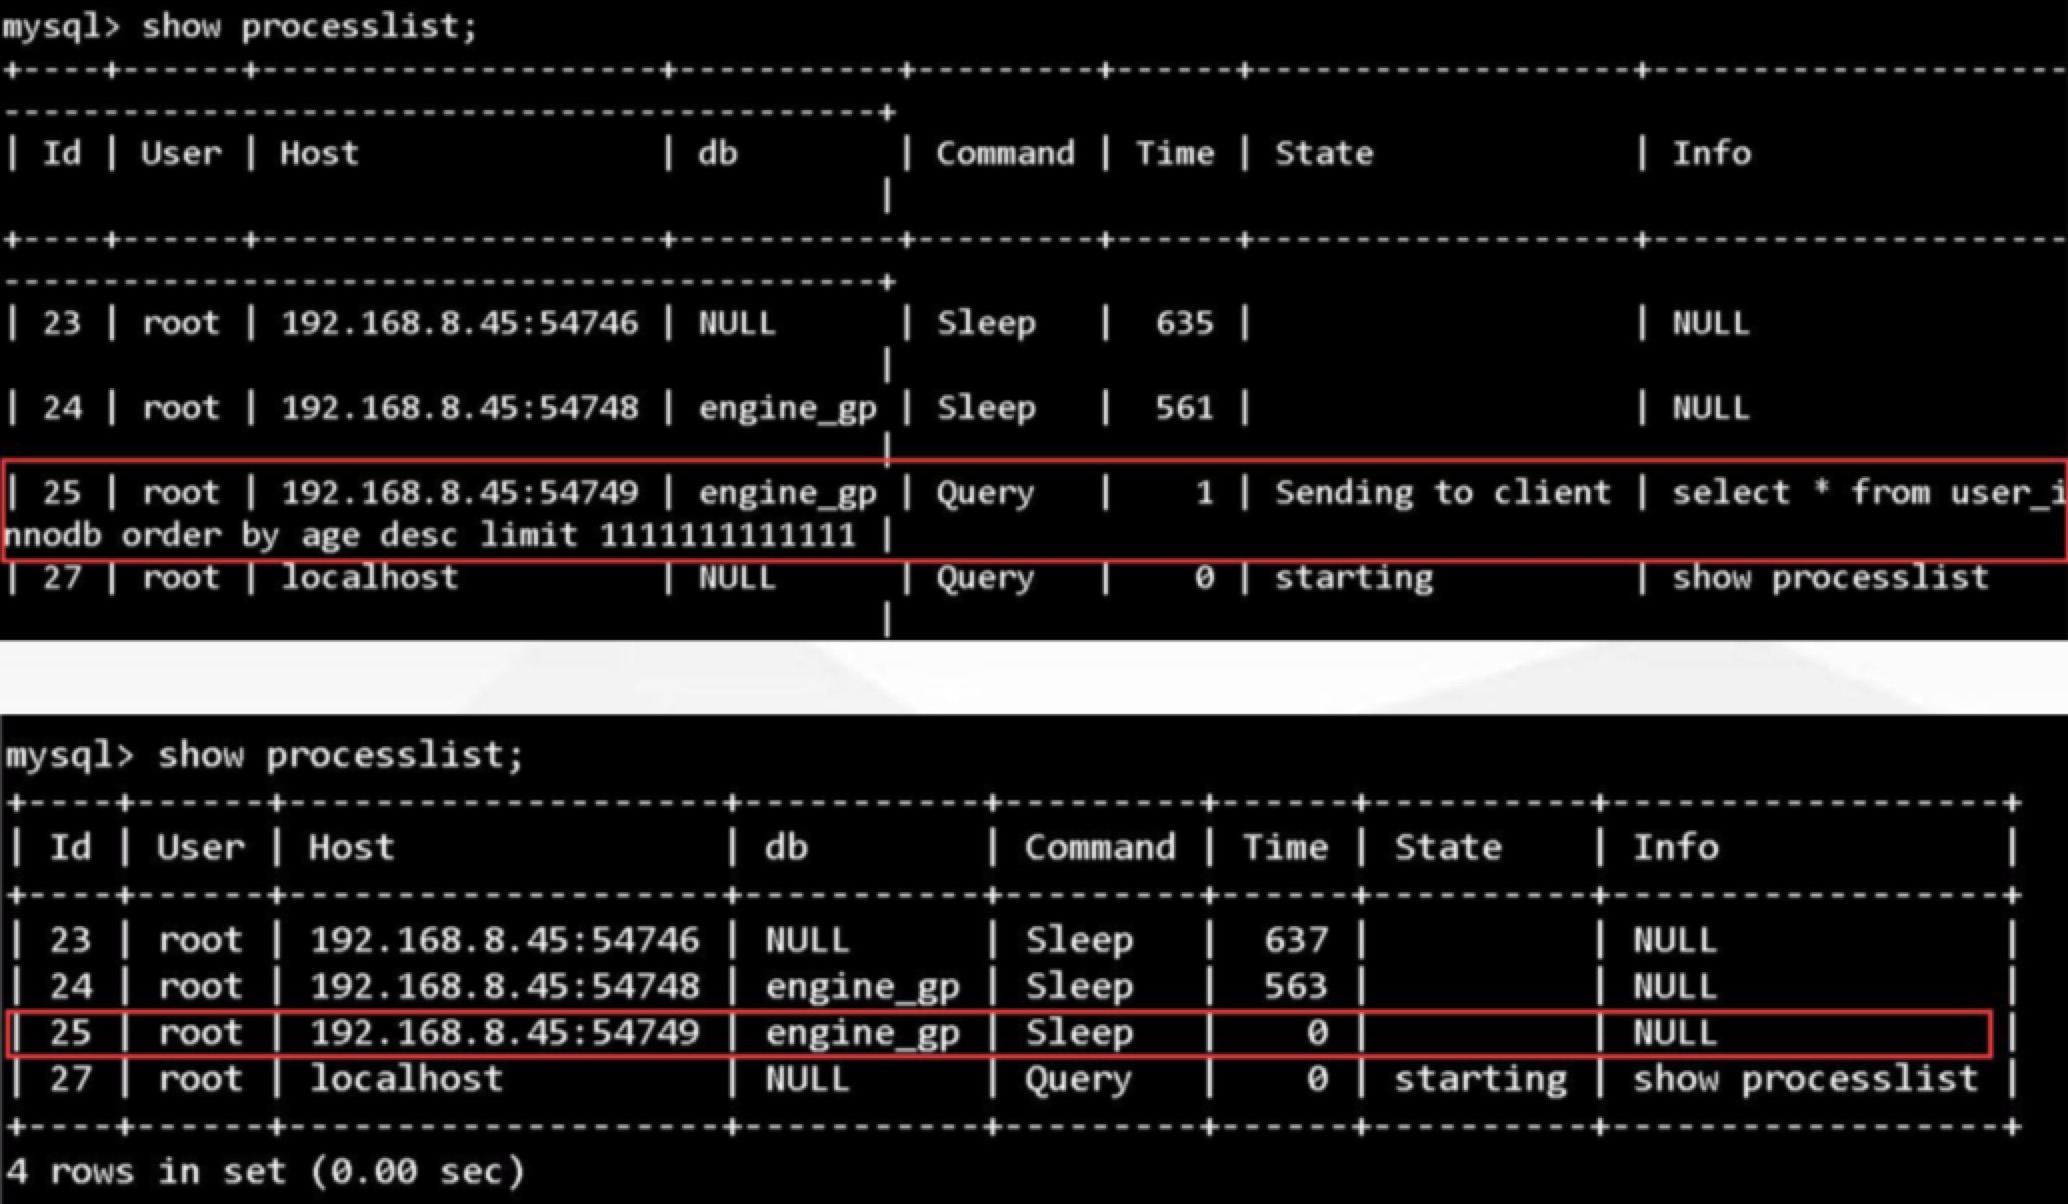 mysql> show processlist;
+----+------+--------------------+-----------+---------+------+-------------------+---------------------
--------------------------------------------+
| Id | User | Host               | db        | Command | Time | State             | Info
                                            |
+----+------+--------------------+-----------+---------+------+-------------------+---------------------
--------------------------------------------+
| 23 | root | 192.168.8.45:54746 | NULL      | Sleep   |  635 |                   | NULL
                                            |
| 24 | root | 192.168.8.45:54748 | engine_gp | Sleep   |  561 |                   | NULL
                                            |
| 25 | root | 192.168.8.45:54749 | engine_gp | Query   |    1 | Sending to client | select * from user_i
nnodb order by age desc limit 1111111111111 |
| 27 | root | localhost          | NULL      | Query   |    0 | starting          | show processlist
                                            |
mysql> show processlist;
+----+------+--------------------+-----------+---------+------+----------+------------------+
| Id | User | Host               | db        | Command | Time | State    | Info             |
+----+------+--------------------+-----------+---------+------+----------+------------------+
| 23 | root | 192.168.8.45:54746 | NULL      | Sleep   |  637 |          | NULL             |
| 24 | root | 192.168.8.45:54748 | engine_gp | Sleep   |  563 |          | NULL             |
| 25 | root | 192.168.8.45:54749 | engine_gp | Sleep   |    0 |          | NULL             |
| 27 | root | localhost          | NULL      | Query   |    0 | starting | show processlist |
+----+------+--------------------+-----------+---------+------+----------+------------------+
4 rows in set (0.00 sec)